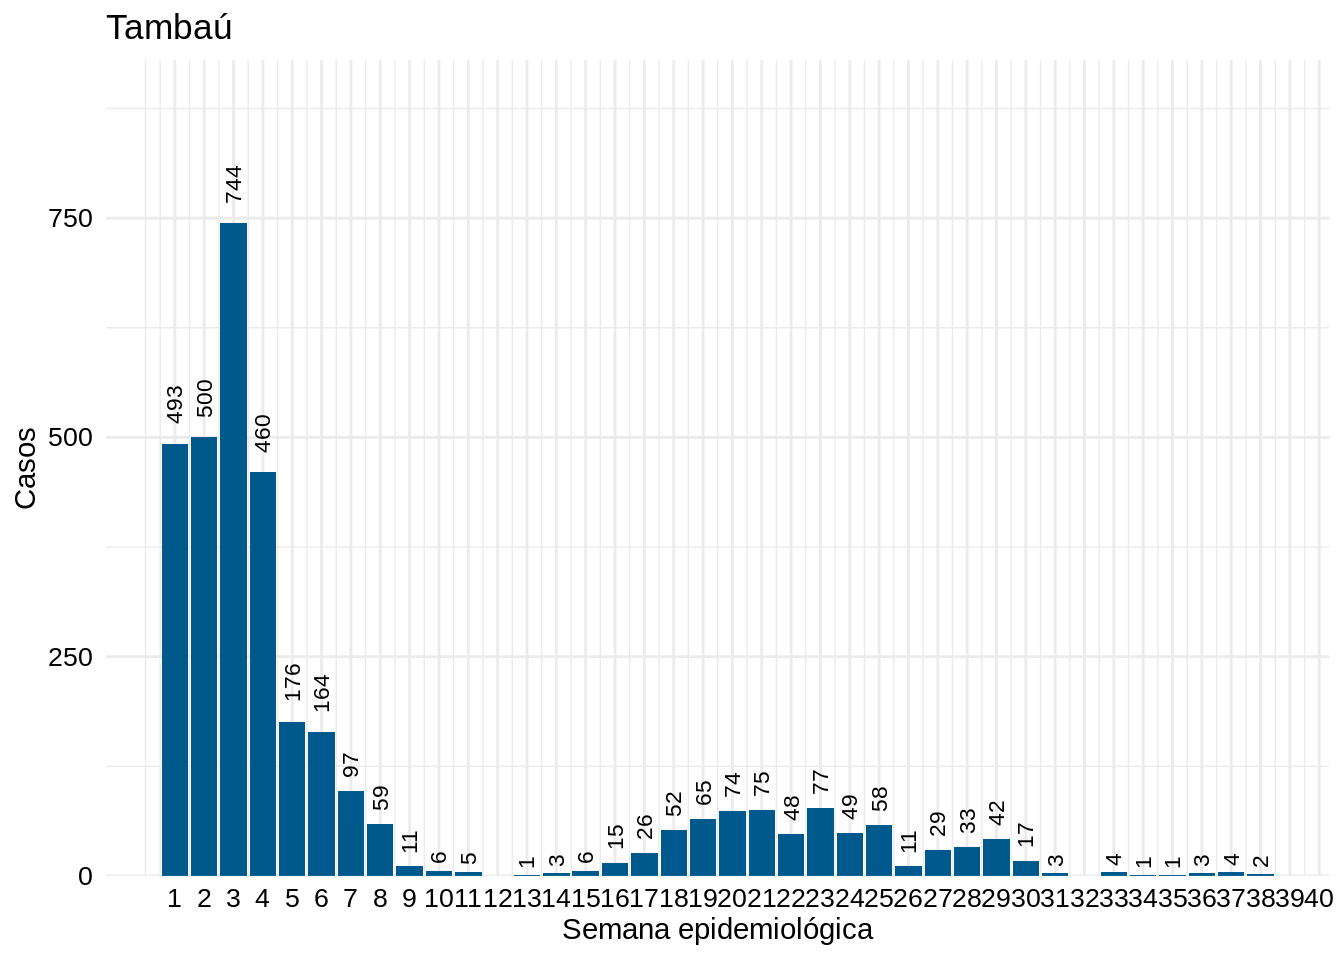 Tambaú
Casos
750
500
250
0
493 500 744 460 176 164 97 59 11 6 5 1 3 6 15 26 52 65 74 75 48 77 49 58 11 29 33 42 17 3 4 1 1 3 4 2
1 2 3 4 5 6 7 8 9 10 11 12 13 14 15 16 17 18 19 20 21 22 23 24 25 26 27 28 29 30 31 32 33 34 35 36 37 38 39 40
Semana epidemiológica